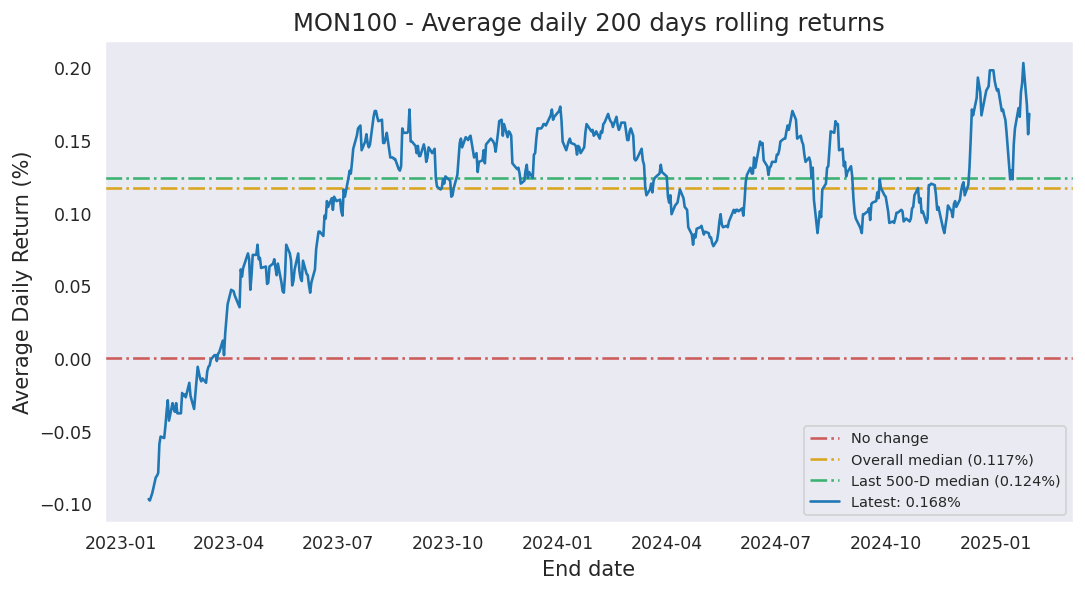 MON100 - Average daily 200 days rolling returns
Average Daily Return (%)
0.20
0.15
0.10
0.05
0.00
−0.05
−0.10
No change
Overall median (0.117%)
Last 500-D median (0.124%)
Latest: 0.168%
2023-01 2023-04 2023-07 2023-10 2024-01 2024-04 2024-07 2024-10 2025-01
End date